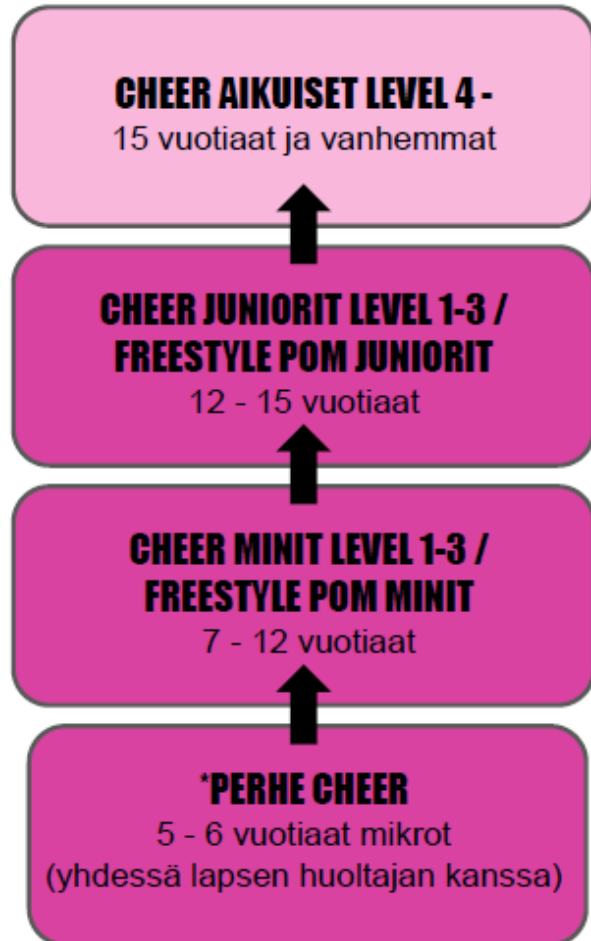 CHEER AIKUISET LEVEL 4 -
15 vuotiaat ja vanhemmat
CHEER JUNIORIT LEVEL 1-3 /
FREESTYLE POM JUNIORIT
12 - 15 vuotiaat
CHEER MINIT LEVEL 1-3 /
FREESTYLE POM MINIT
7 - 12 vuotiaat
*PERHE CHEER
5 - 6 vuotiaat mikrot
(yhdessä lapsen huoltajan kanssa)